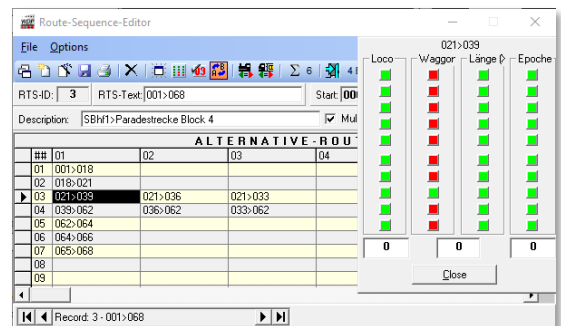 Route-Sequence-Editor
File Options
Σ 6
RTS-ID: 3 RTS-Text: 001>068 Start:
Description: SBhf1>Paradestrecke Block 4 Mul
ALTERNATIVE-ROU
## 01 02 03 04
01 001>018
02 018>021
03 021>039 021>036 021>033
04 039>062 036>062 033>062
05 062>064
06 064>066
07 065>068
08
09
Record: 3 - 001>068
021>039
Loco Waggor Länge Epoche
0 0 0
Close